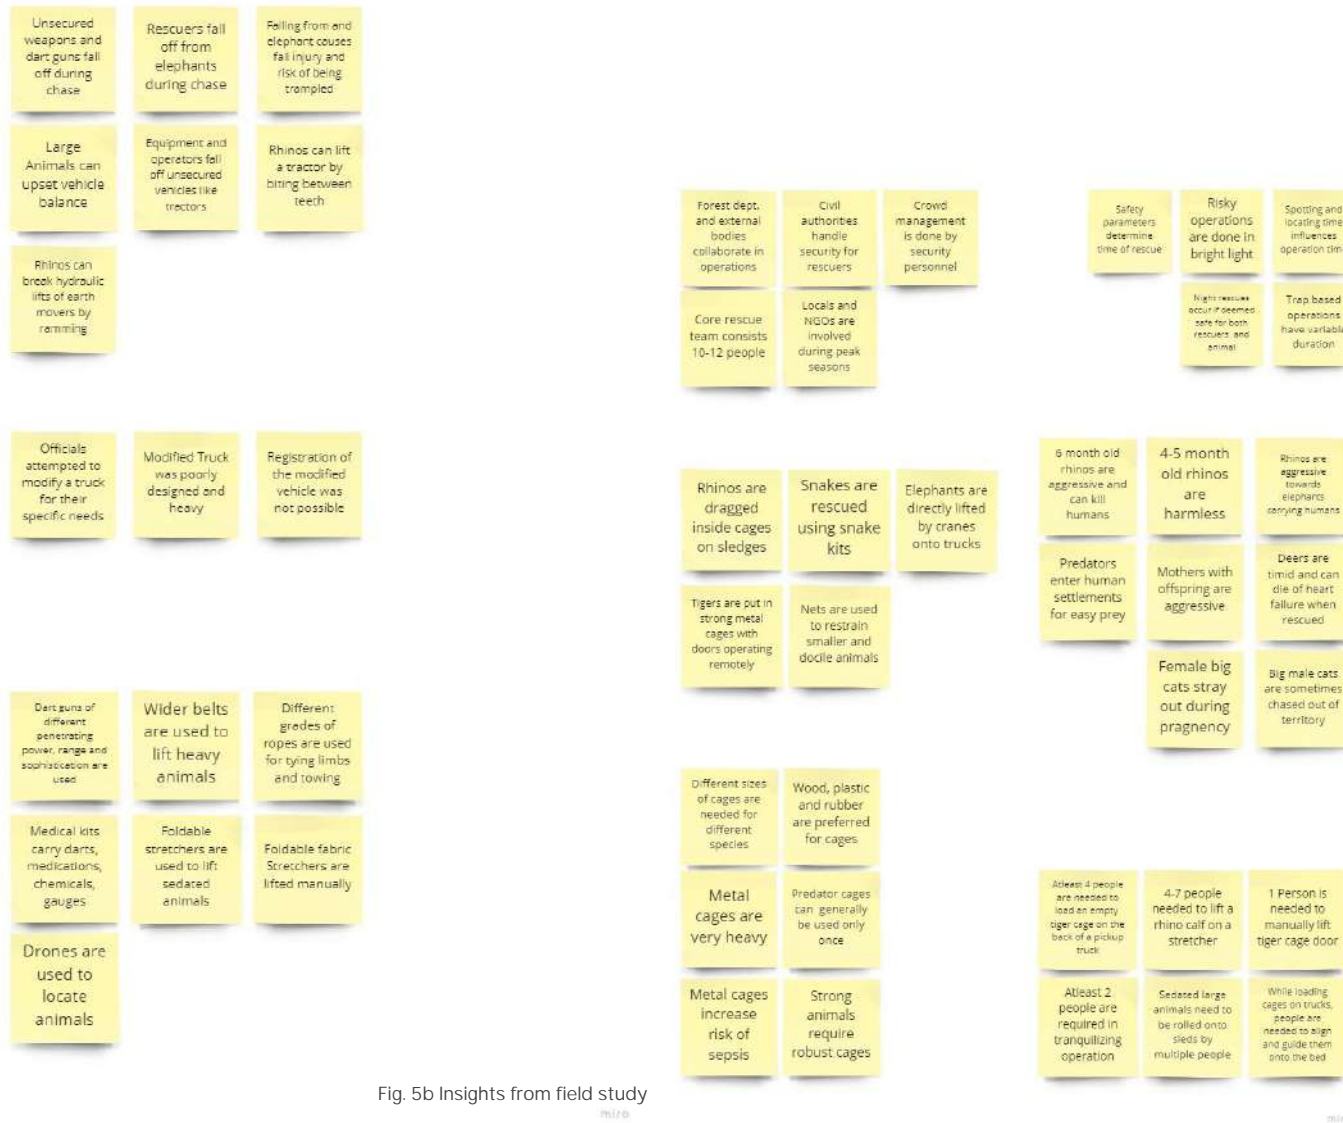 Unsecured
weapons and
dart guns fall
off during
chase
Rescuers fall
off from
elephants
during chase
Falling from and
elephant causes
fall injury and
risk of being
trampled
Large
Animals can
upset vehicle
balance
Equipment and
operators fall
off unsecured
vehicles like
tractors
Rhinos can lift
a tractor by
biting between
teeth
Rhinos can
break hydraulic
lifts of earth
movers by
ramming
Officials
attempted to
modify a truck
for their
specific needs
Modified Truck
was poorly
designed and
heavy
Registration of
the modified
vehicle was
not possible
Dart guns of
different
penetrating
power, range and
sophistication are
used
Wider belts
are used to
lift heavy
animals
Different
grades of
ropes are used
for tying limbs
and towing
Medical kits
carry darts,
medications,
chemicals,
gauges
Foldable
stretchers are
used to lift
sedated
animals
Foldable fabric
Stretchers are
lifted manually
Drones are
used to
locate
animals
Fig. 5b Insights from field study
miro
Forest dept.
and external
bodies
collaborate in
operations
Civil
authorities
handle
security for
rescuers
Crowd
management
is done by
security
personnel
Core rescue
team consists
10-12 people
Locals and
NGOs are
involved
during peak
seasons
Rhinos are
dragged
inside cages
on sledges
Snakes are
rescued
using snake
kits
Elephants are
directly lifted
by cranes
onto trucks
Tigers are put in
strong metal
cages with
doors operating
remotely
Nets are used
to restrain
smaller and
docile animals
Different sizes
of cages are
needed for
different
species
Wood, plastic
and rubber
are preferred
for cages
Metal
cages are
very heavy
Predator cages
can generally
be used only
once
Metal cages
increase
risk of
sepsis
Strong
animals
require
robust cages
Safety
parameters
determine
time of rescue
Risky
operations
are done in
bright light
Spotting and
locating time
influences
operation tim
Night rescues
occur if deemed
safe for both
rescuers and
animal
Trap based
operations
have variabl
duration
6 month old
rhinos are
aggressive and
can kill
humans
4-5 month
old rhinos
are
harmless
Rhinos are
aggressive
towards
elephants
carrying humans
Predators
enter human
settlements
for easy prey
Mothers with
offspring are
aggressive
Deers are
timid and can
die of heart
failure when
rescued
Female big
cats stray
out during
pragnency
Big male cats
are sometimes
chased out of
territory
Atleast 4 people
are needed to
load an empty
tiger cage on the
back of a pickup
truck
4-7 people
needed to lift a
rhino calf on a
stretcher
1 Person is
needed to
manually lift
tiger cage door
Atleast 2
people are
required in
tranquilizing
operation
Sedated large
animals need to
be rolled onto
sleds by
multiple people
While loading
cages on trucks,
people are
needed to align
and guide them
onto the bed